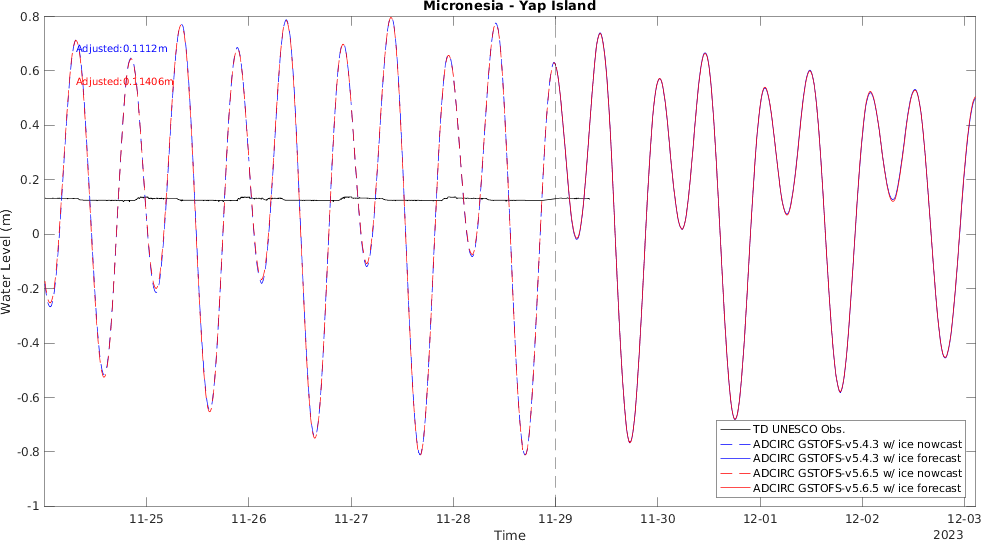 Micronesia - Yap Island
Adjusted:0.1112m
Adjusted:0.11406m
Water Level (m)
0.8
0.6
0.4
0.2
0
-0.2
-0.4
-0.6
-0.8
-1
TD UNESCO Obs.
ADCIRC GSTOFS-v5.4.3 w/ ice nowcast
ADCIRC GSTOFS-v5.4.3 w/ ice forecast
ADCIRC GSTOFS-v5.6.5 w/ ice nowcast
ADCIRC GSTOFS-v5.6.5 w/ ice forecast
11-25 11-26 11-27 11-28 11-29 11-30 12-01 12-02 12-03
Time
2023